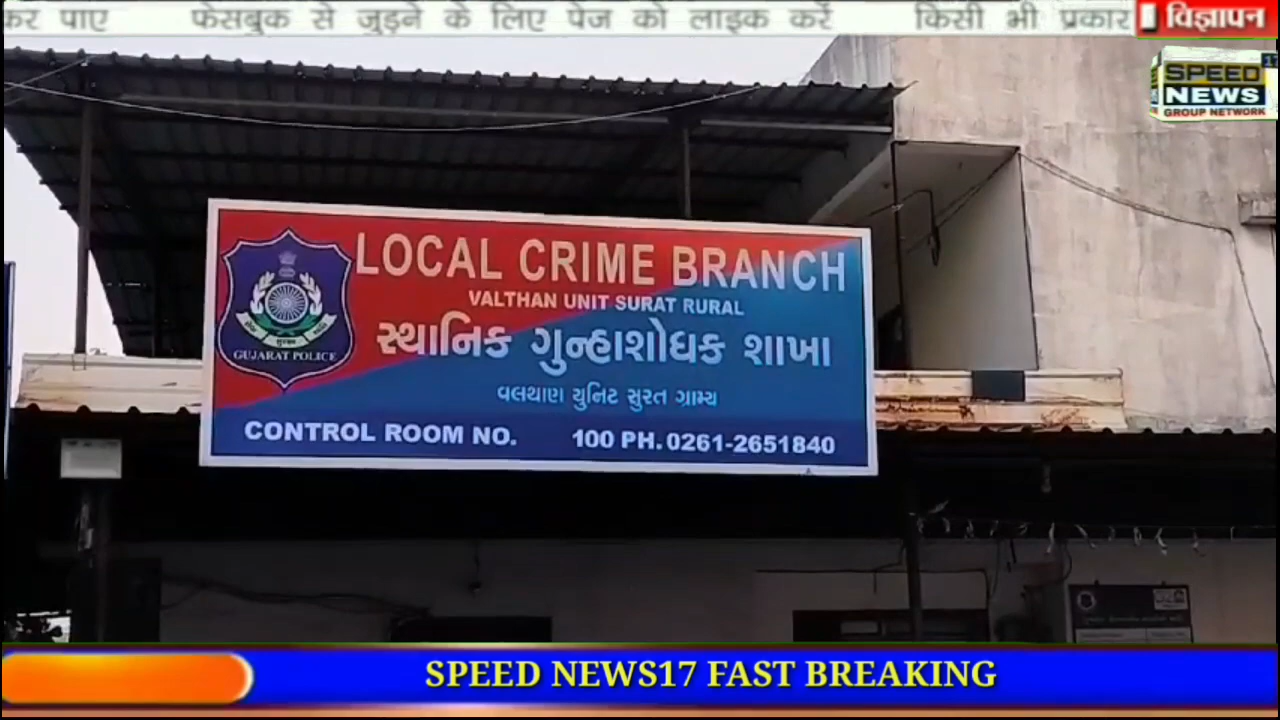 कर पाए फेसबुक से जुड़ने के लिए पेज को लाइक करें किसी भी प्रकार
विज्ञापन
17
SPEED
NEWS
GROUP NETWORK
LOCAL CRIME BRANCH
VALTHAN UNIT SURAT RURAL
સ્થાનિક ગુન્હાશોધક શાખા
વલથાણ યુનિટ સુરત ગ્રામ્ય
GUJARAT POLICE
CONTROL ROOM NO. 100 PH. 0261-2651840
SPEED NEWS17 FAST BREAKING